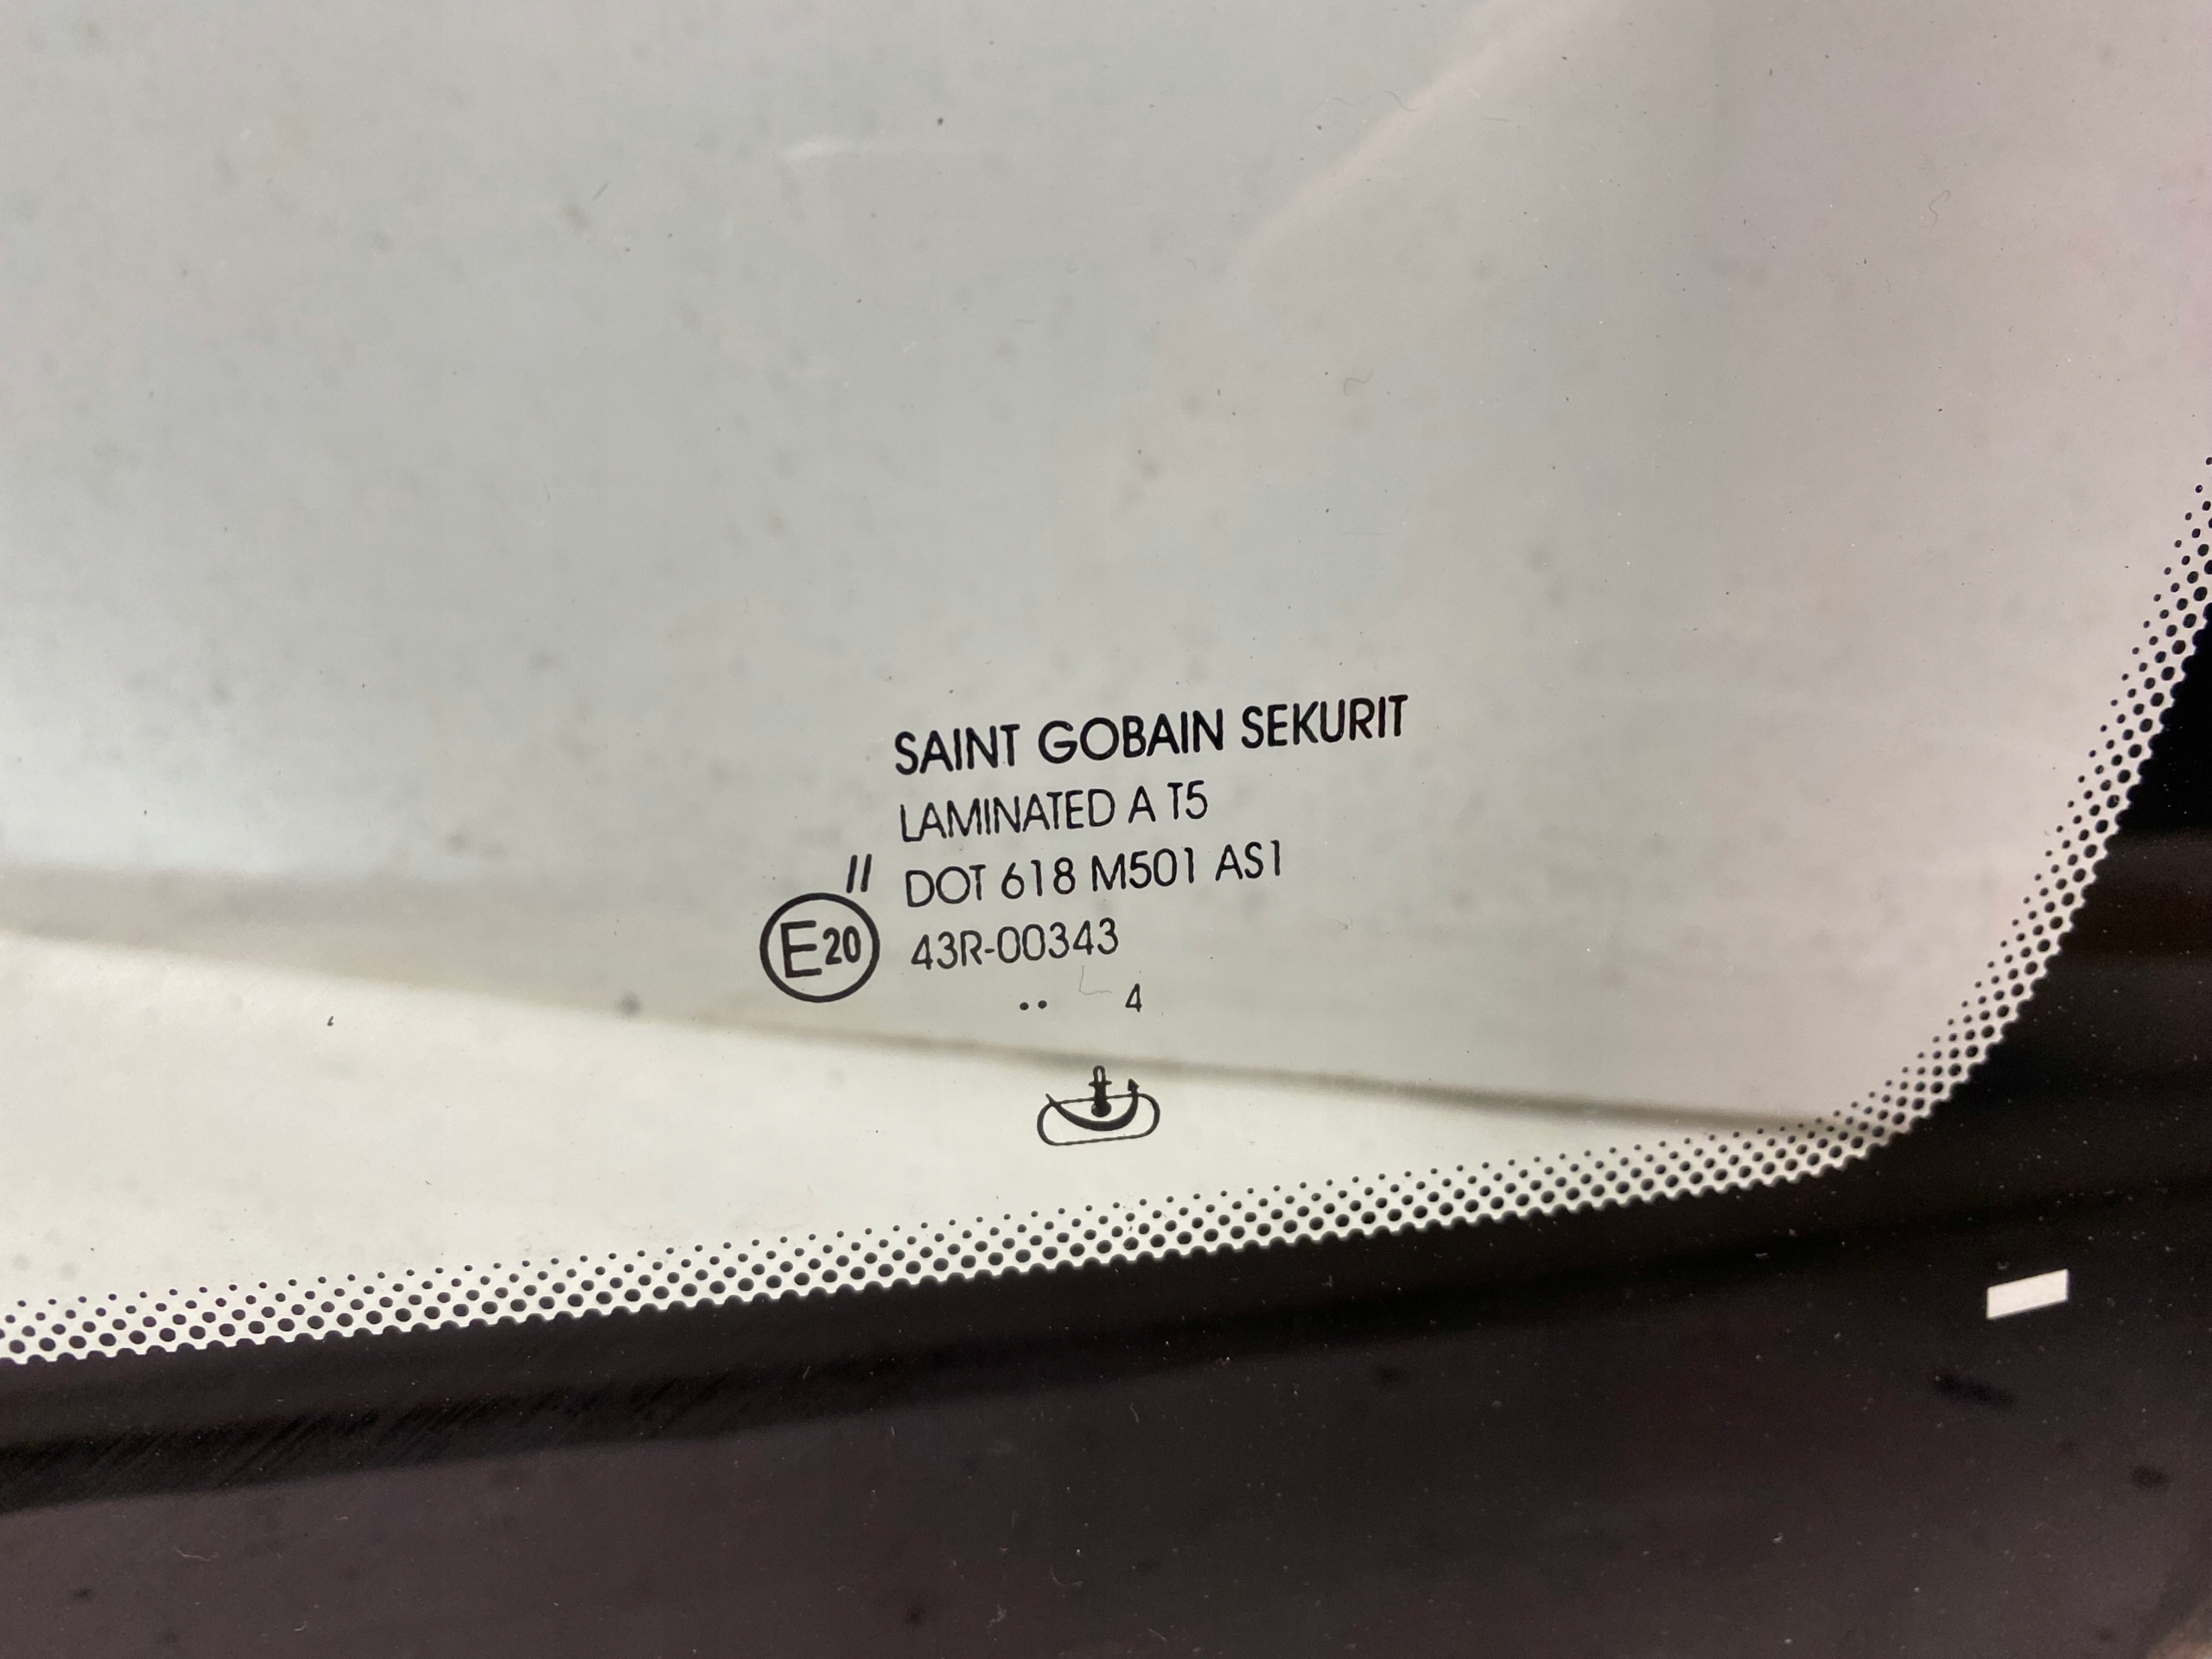 SAINT GOBAIN SEKURIT
LAMINATED A T5
II DOT 618 M501 AS1
E20 43R-00343
.. 4